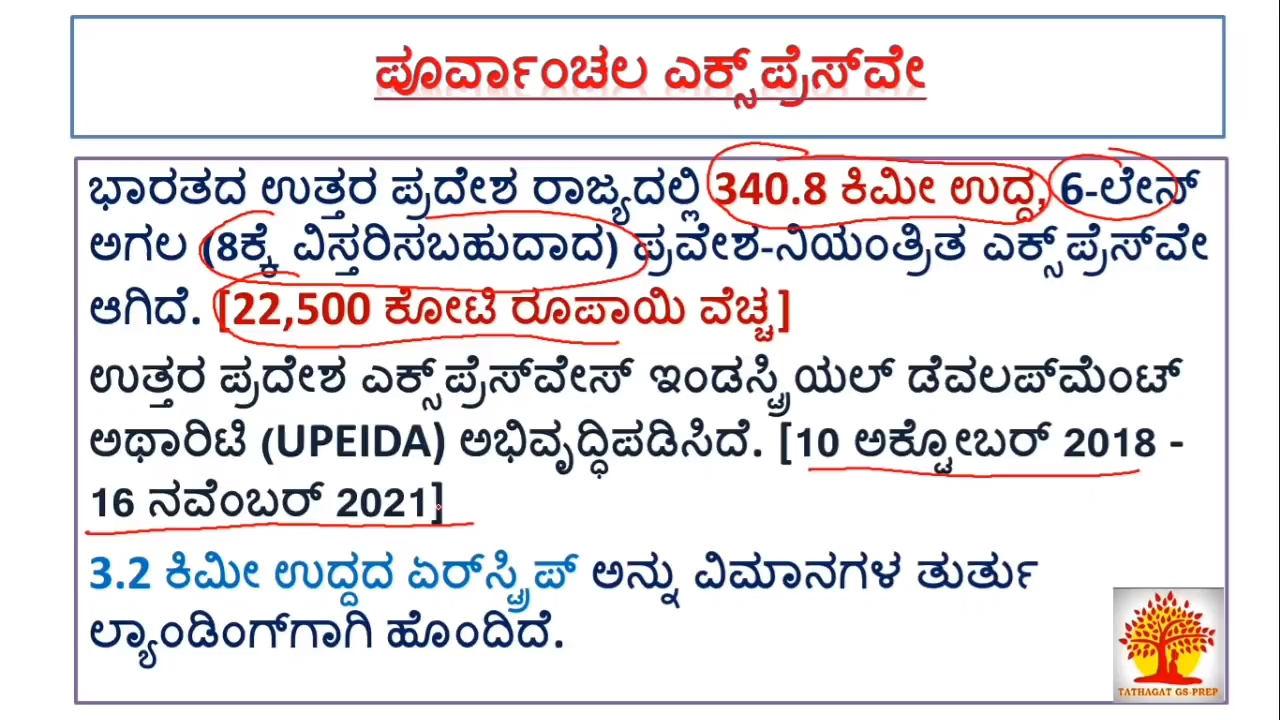 ಪೂರ್ವಾಂಚಲ ಎಕ್ಸ್‌ಪ್ರೆಸ್‌ವೇ
ಭಾರತದ ಉತ್ತರ ಪ್ರದೇಶ ರಾಜ್ಯದಲ್ಲಿ 340.8 ಕಿಮೀ ಉದ್ದ, 6-ಲೇನ್
ಅಗಲ (8ಕ್ಕೆ ವಿಸ್ತರಿಸಬಹುದಾದ) ಪ್ರವೇಶ-ನಿಯಂತ್ರಿತ ಎಕ್ಸ್‌ಪ್ರೆಸ್‌ವೇ
ಆಗಿದೆ. [22,500 ಕೋಟಿ ರೂಪಾಯಿ ವೆಚ್ಚ]
ಉತ್ತರ ಪ್ರದೇಶ ಎಕ್ಸ್‌ಪ್ರೆಸ್‌ವೇಸ್ ಇಂಡಸ್ಟ್ರಿಯಲ್ ಡೆವಲಪ್‌ಮೆಂಟ್
ಅಥಾರಿಟಿ (UPEIDA) ಅಭಿವೃದ್ಧಿಪಡಿಸಿದೆ. [10 ಅಕ್ಟೋಬರ್ 2018 -
16 ನವೆಂಬರ್ 2021]
3.2 ಕಿಮೀ ಉದ್ದದ ಏರ್‌ಸ್ಟ್ರಿಪ್ ಅನ್ನು ವಿಮಾನಗಳ ತುರ್ತು
ಲ್ಯಾಂಡಿಂಗ್‌ಗಾಗಿ ಹೊಂದಿದೆ.
TATHAGAT GS-PREP